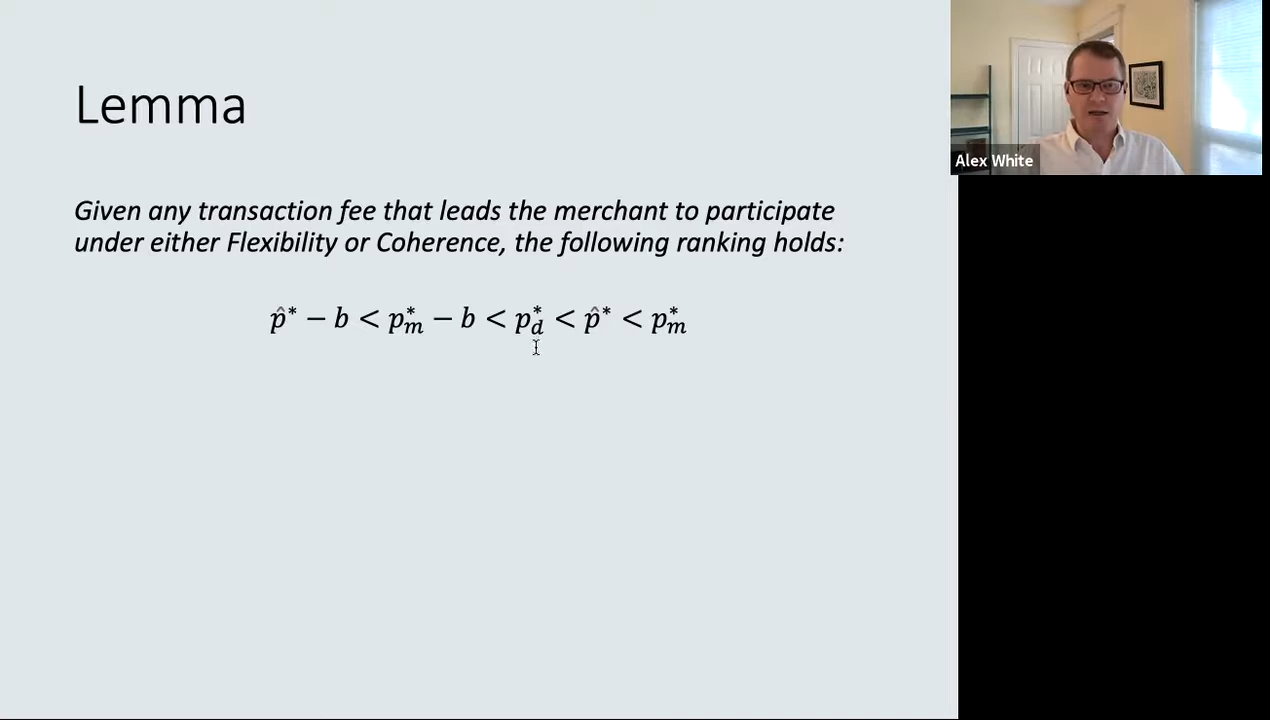 Lemma
Alex White
Given any transaction fee that leads the merchant to participate
under either Flexibility or Coherence, the following ranking holds:
p̂* − b < p*ₘ − b < p*_d < p̂* < p*ₘ